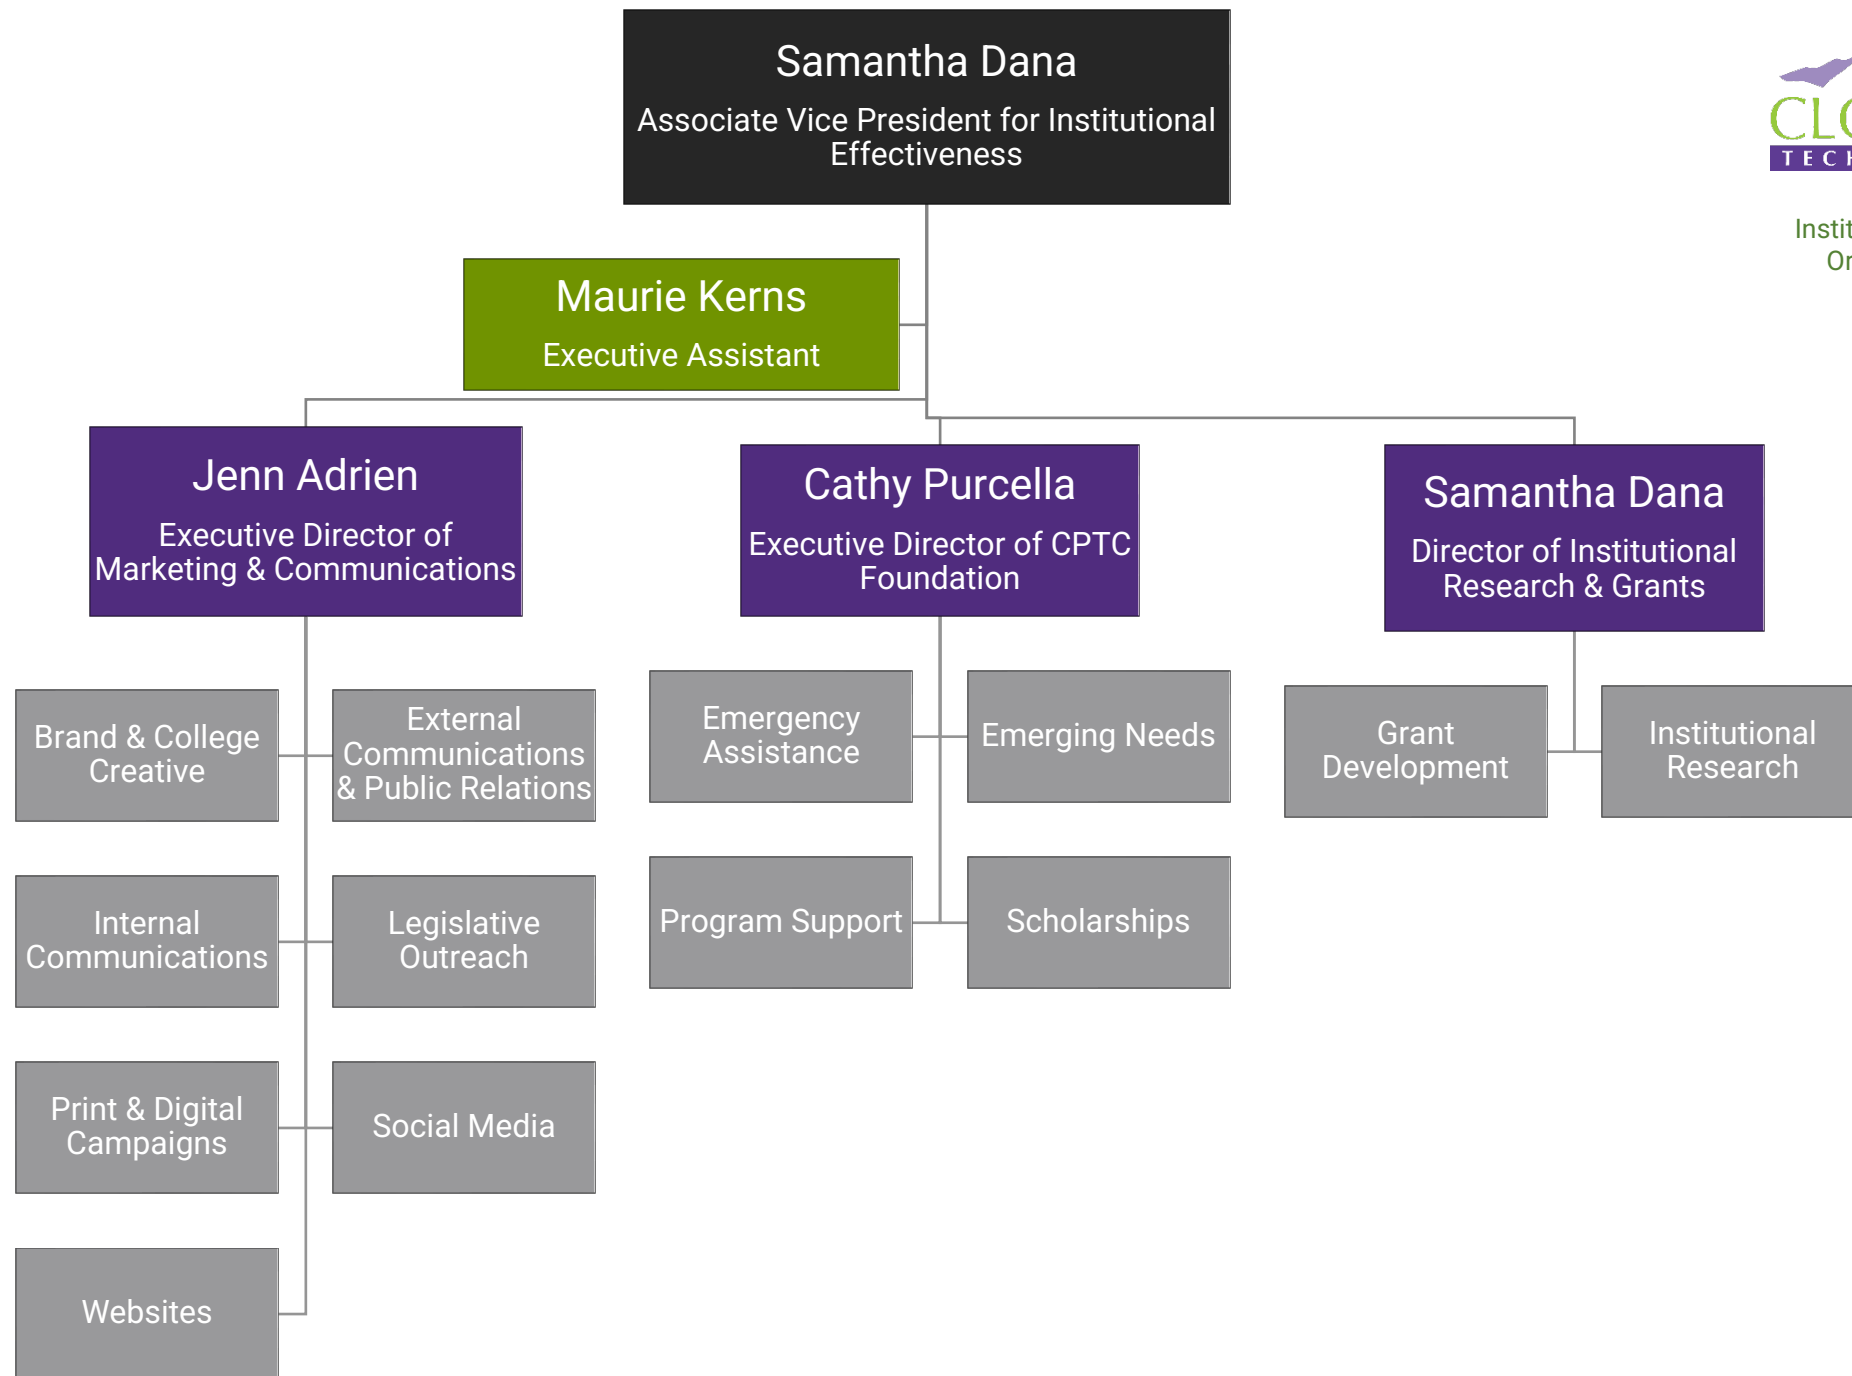 Samantha Dana
Associate Vice President for Institutional
Effectiveness
Maurie Kerns
Executive Assistant
Jenn Adrien
Executive Director of
Marketing & Communications
Cathy Purcella
Executive Director of CPTC
Foundation
Samantha Dana
Director of Institutional
Research & Grants
Brand & College
Creative
External
Communications
& Public Relations
Internal
Communications
Legislative
Outreach
Print & Digital
Campaigns
Social Media
Websites
Emergency
Assistance
Emerging Needs
Program Support
Scholarships
Grant
Development
Institutional
Research